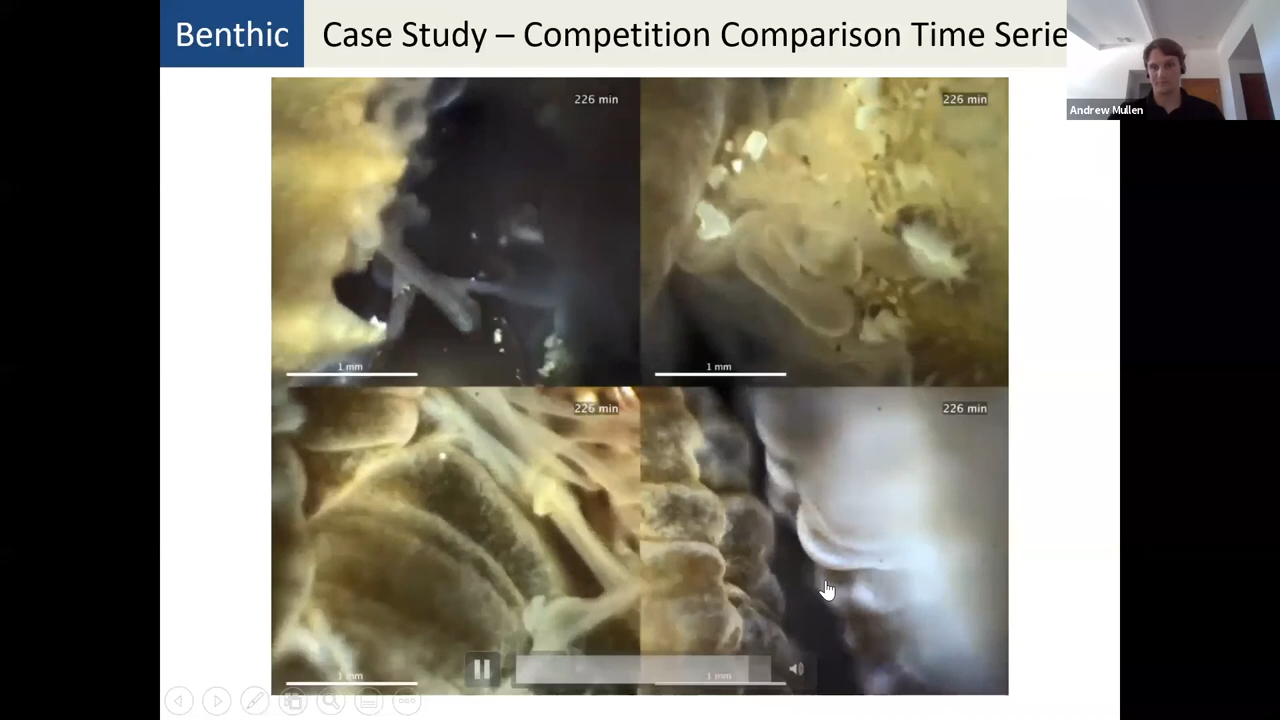 Benthic
Case Study – Competition Comparison Time Serie
Andrew Mullen
226 min
226 min
1 mm
1 mm
226 min
226 min
1 mm
1 mm